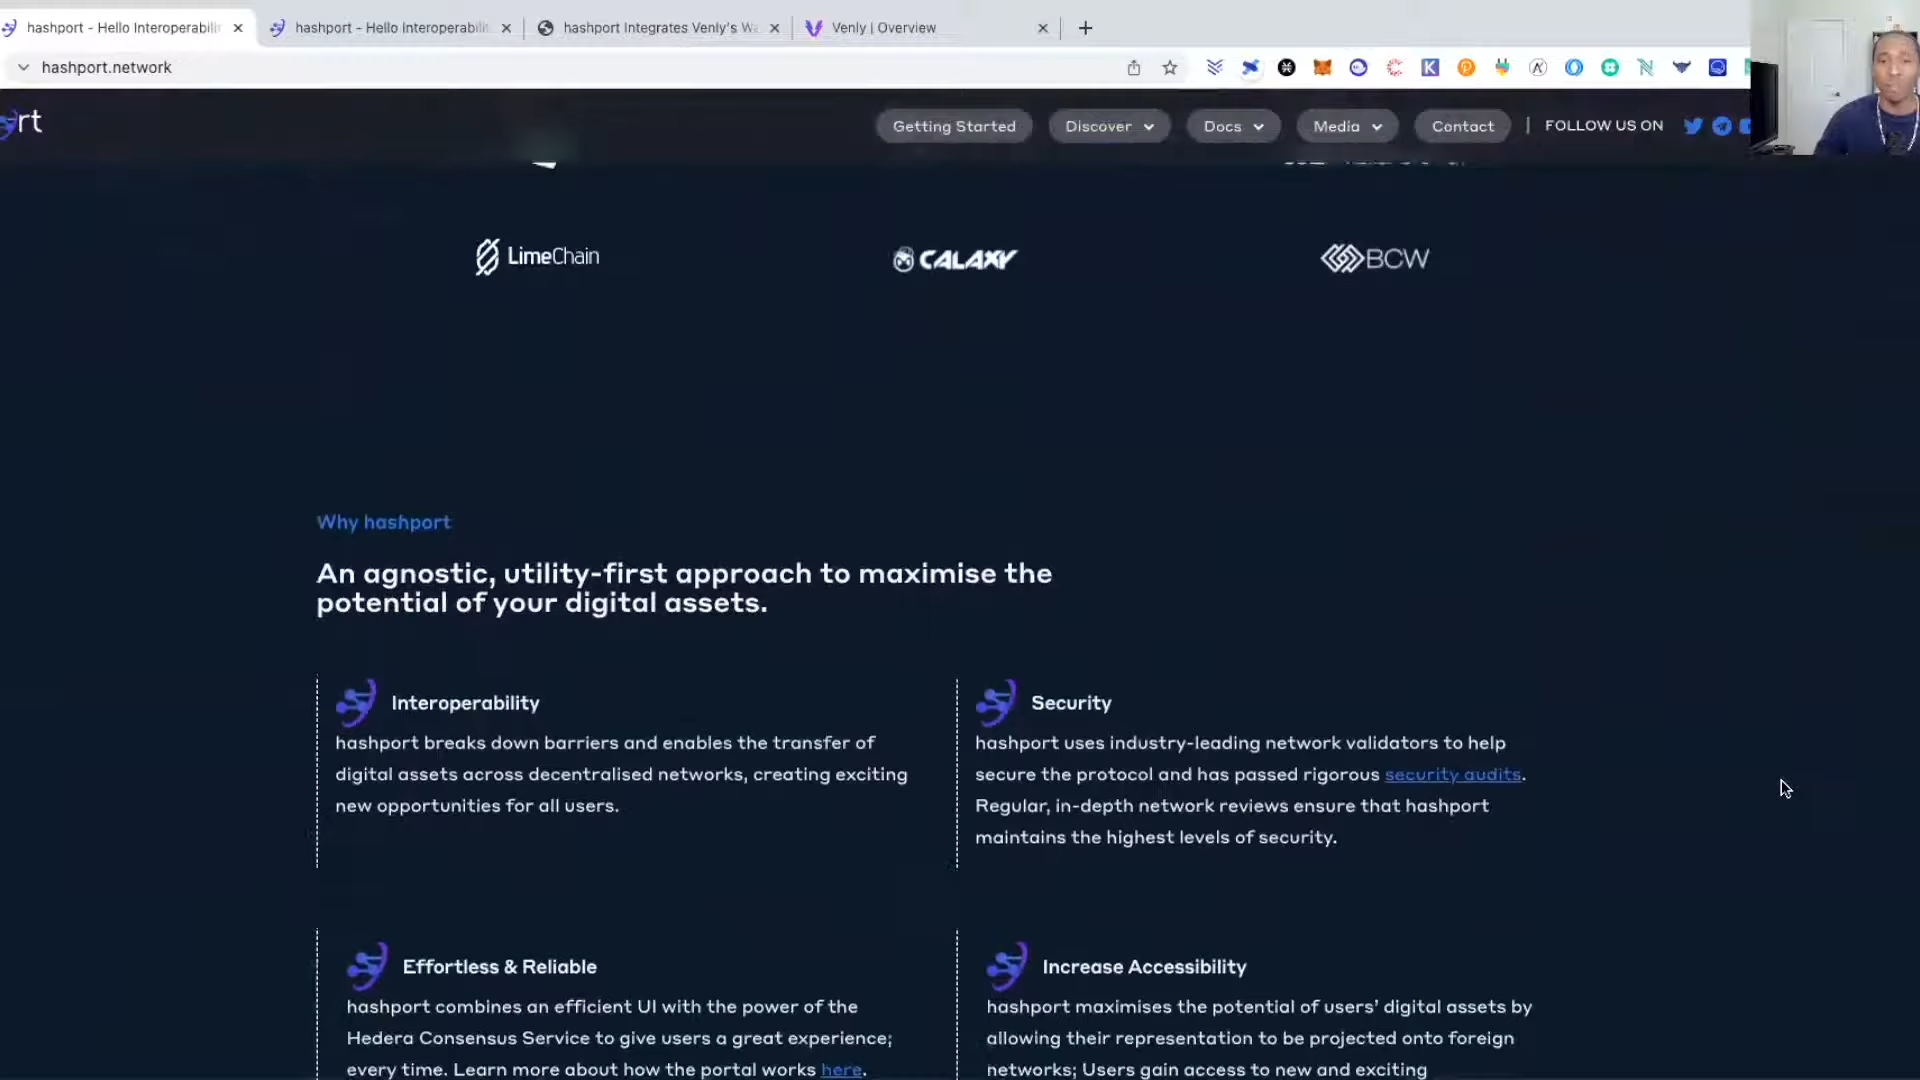 hashport - Hello Interoperabili
hashport - Hello Interoperabilit
hashport Integrates Venly's Wa
Venly | Overview
hashport.network
rt
Getting Started
Discover
Docs
Media
Contact
FOLLOW US ON
LimeChain
CALAXY
BCW
Why hashport
An agnostic, utility-first approach to maximise the
potential of your digital assets.
Interoperability
hashport breaks down barriers and enables the transfer of
digital assets across decentralised networks, creating exciting
new opportunities for all users.
Security
hashport uses industry-leading network validators to help
secure the protocol and has passed rigorous security audits.
Regular, in-depth network reviews ensure that hashport
maintains the highest levels of security.
Effortless & Reliable
hashport combines an efficient UI with the power of the
Hedera Consensus Service to give users a great experience;
every time. Learn more about how the portal works here.
Increase Accessibility
hashport maximises the potential of users' digital assets by
allowing their representation to be projected onto foreign
networks; Users gain access to new and exciting